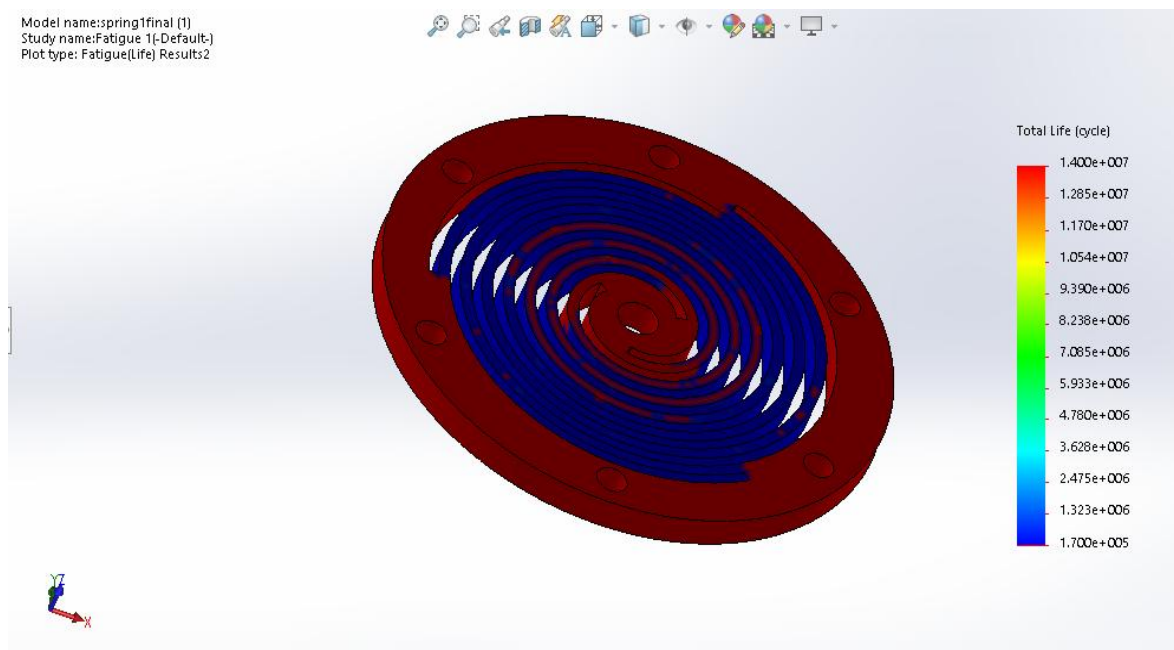 Model name:spring1final (1)
Study name:Fatigue 1(-Default-)
Plot type: Fatigue(Life) Results2
Total Life (cycle)
1.400e+007
1.285e+007
1.170e+007
1.054e+007
9.390e+006
8.238e+006
7.085e+006
5.933e+006
4.780e+006
3.628e+006
2.475e+006
1.323e+006
1.700e+005
Y
Z
X